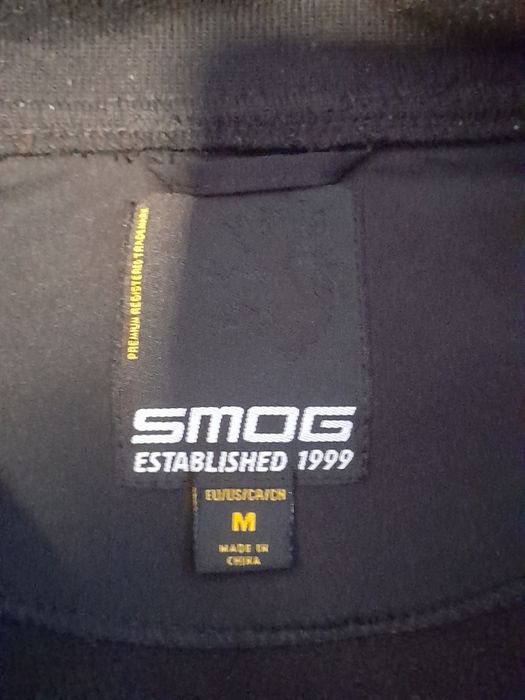 PREMIUM REGISTERED TRADEMARK
SMOG
ESTABLISHED 1999
EU/US/CA/CN
M
MADE IN
CHINA